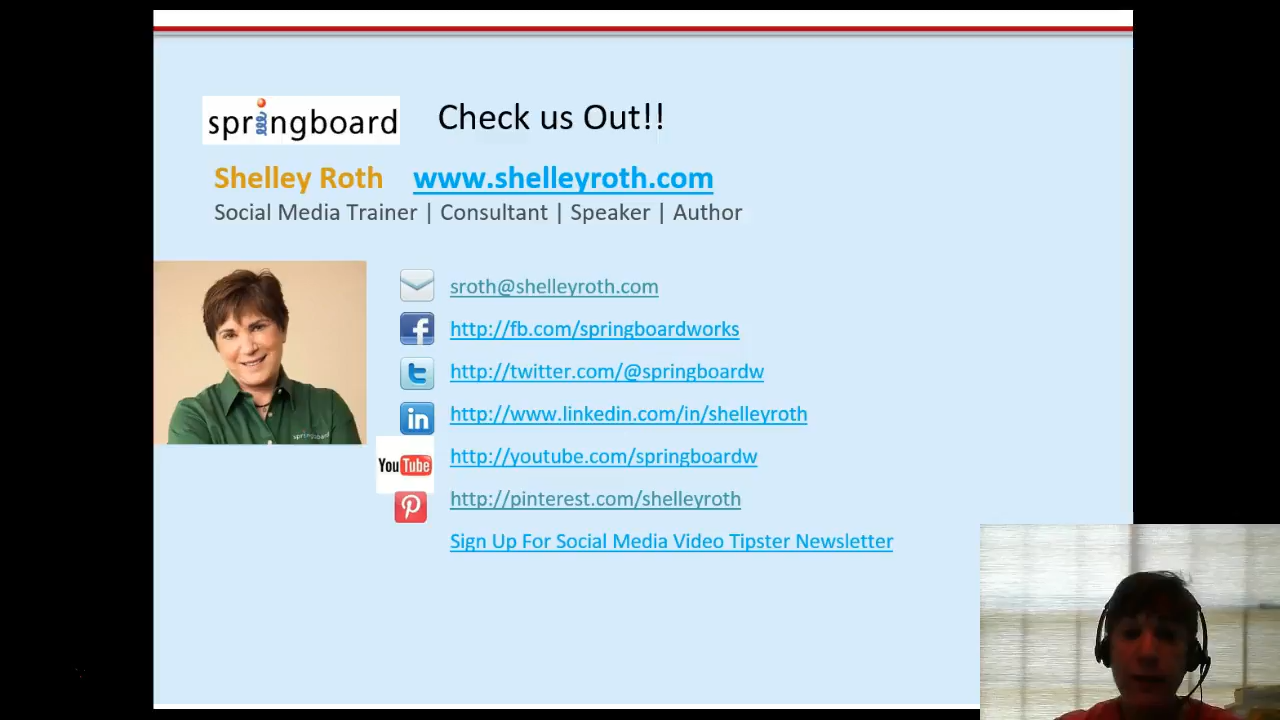 springboard Check us Out!!
Shelley Roth www.shelleyroth.com
Social Media Trainer | Consultant | Speaker | Author
sroth@shelleyroth.com
http://fb.com/springboardworks
http://twitter.com/@springboardw
http://www.linkedin.com/in/shelleyroth
YouTube http://youtube.com/springboardw
http://pinterest.com/shelleyroth
Sign Up For Social Media Video Tipster Newsletter
springboard